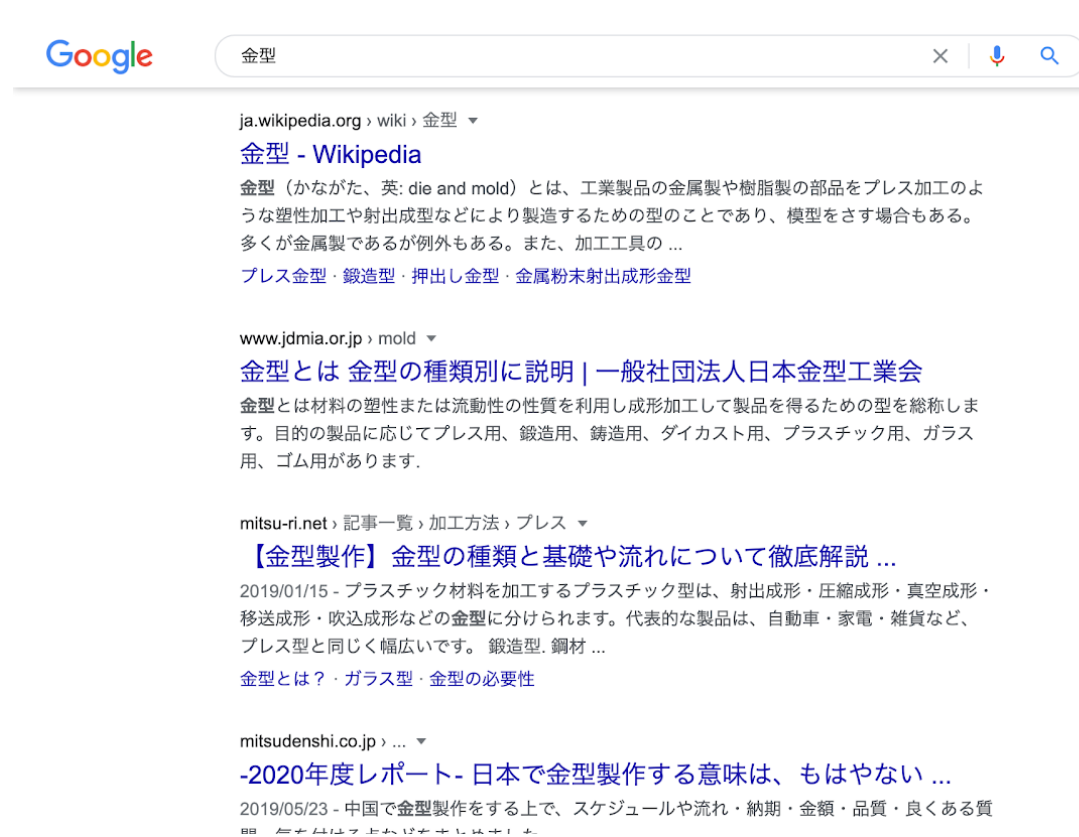 Google
金型
ja.wikipedia.org › wiki › 金型
金型 - Wikipedia
金型（かながた、英: die and mold）とは、工業製品の金属製や樹脂製の部品をプレス加工のよ
うな塑性加工や射出成型などにより製造するための型のことであり、模型をさす場合もある。
多くが金属製であるが例外もある。また、加工工具の ...
プレス金型 · 鍛造型 · 押出し金型 · 金属粉末射出成形金型
www.jdmia.or.jp › mold
金型とは 金型の種類別に説明 | 一般社団法人日本金型工業会
金型とは材料の塑性または流動性の性質を利用し成形加工して製品を得るための型を総称しま
す。目的の製品に応じてプレス用、鍛造用、鋳造用、ダイカスト用、プラスチック用、ガラス
用、ゴム用があります.
mitsu-ri.net › 記事一覧 › 加工方法 › プレス
【金型製作】金型の種類と基礎や流れについて徹底解説 ...
2019/01/15 - プラスチック材料を加工するプラスチック型は、射出成形・圧縮成形・真空成形・
移送成形・吹込成形などの金型に分けられます。代表的な製品は、自動車・家電・雑貨など、
プレス型と同じく幅広いです。 鍛造型. 鋼材 ...
金型とは？ · ガラス型 · 金型の必要性
mitsudenshi.co.jp › ...
-2020年度レポート- 日本で金型製作する意味は、もはやない ...
2019/05/23 - 中国で金型製作をする上で、スケジュールや流れ・納期・金額・品質・良くある質
問、気を付ける点などをまとめました